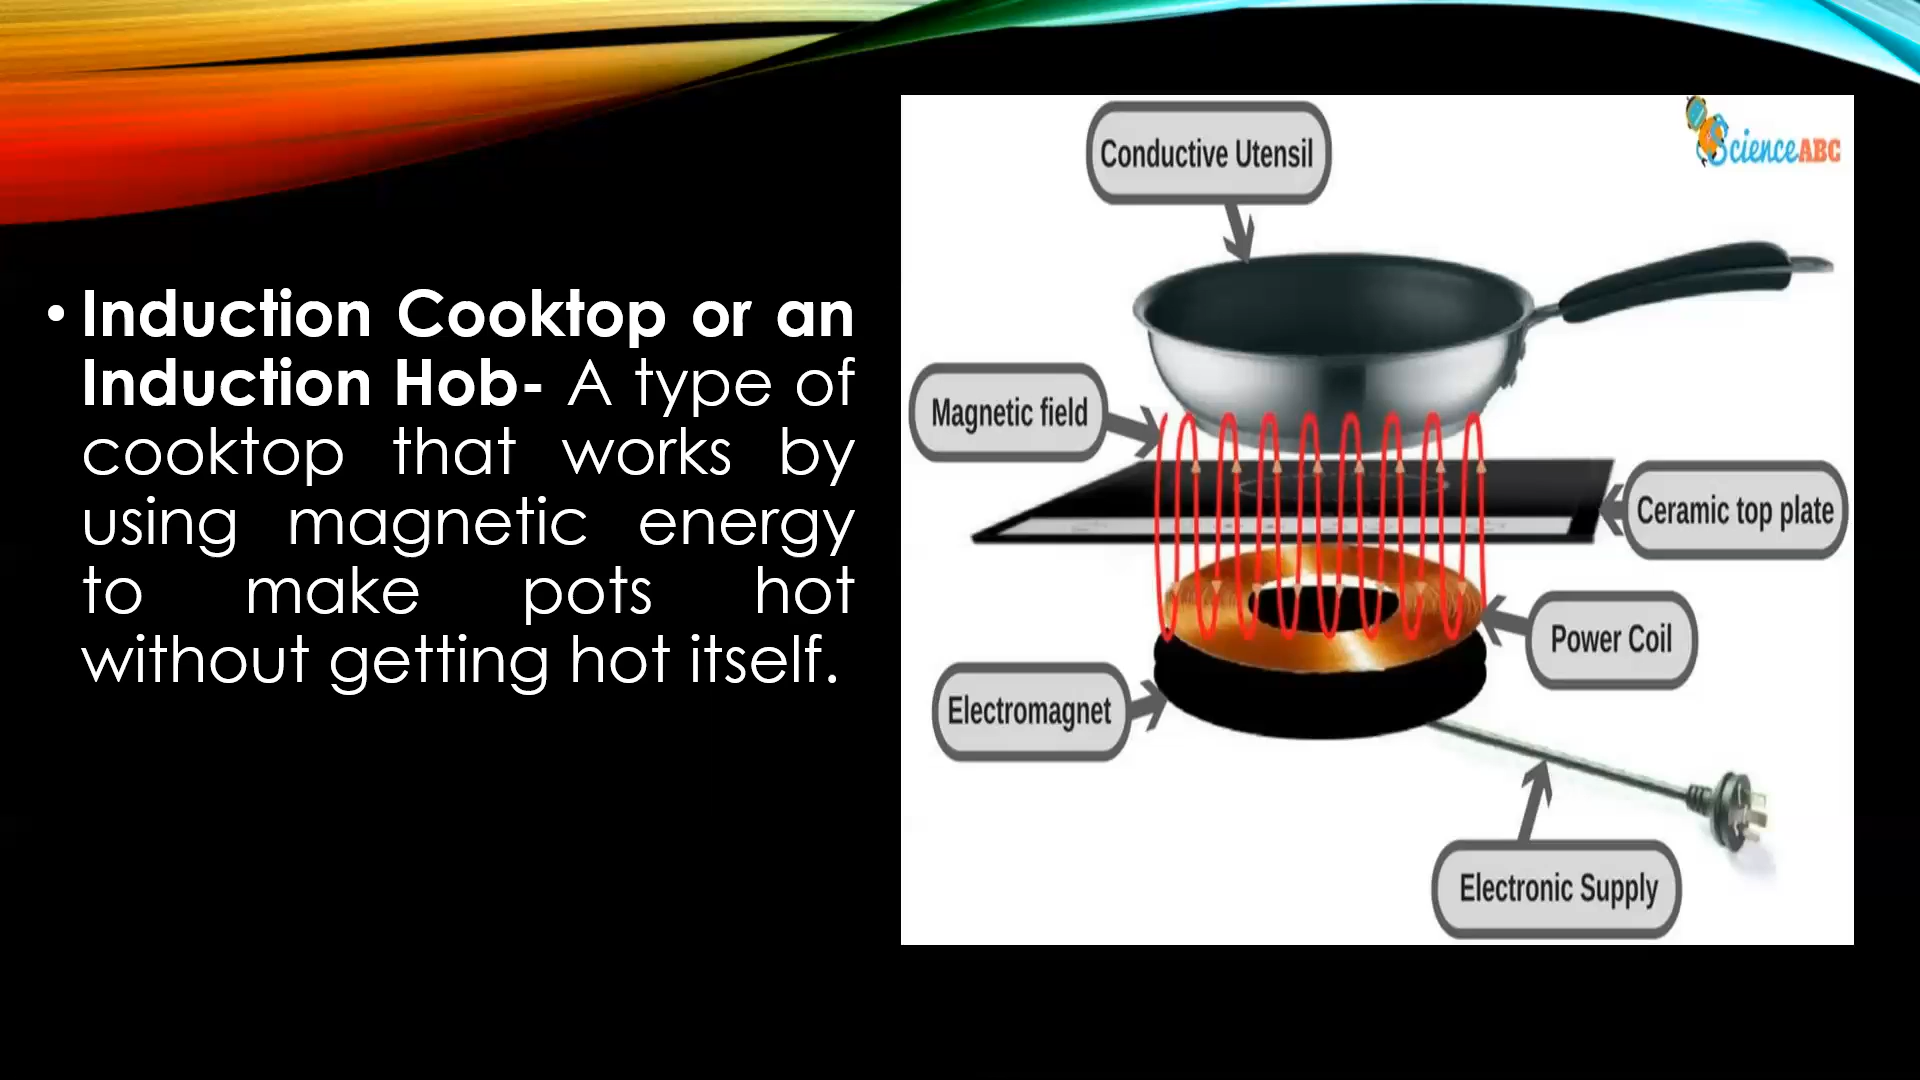 • Induction Cooktop or an
Induction Hob- A type of
cooktop that works by
using magnetic energy
to make pots hot
without getting hot itself.
ScienceABC
Conductive Utensil
Magnetic field
Ceramic top plate
Power Coil
Electromagnet
Electronic Supply